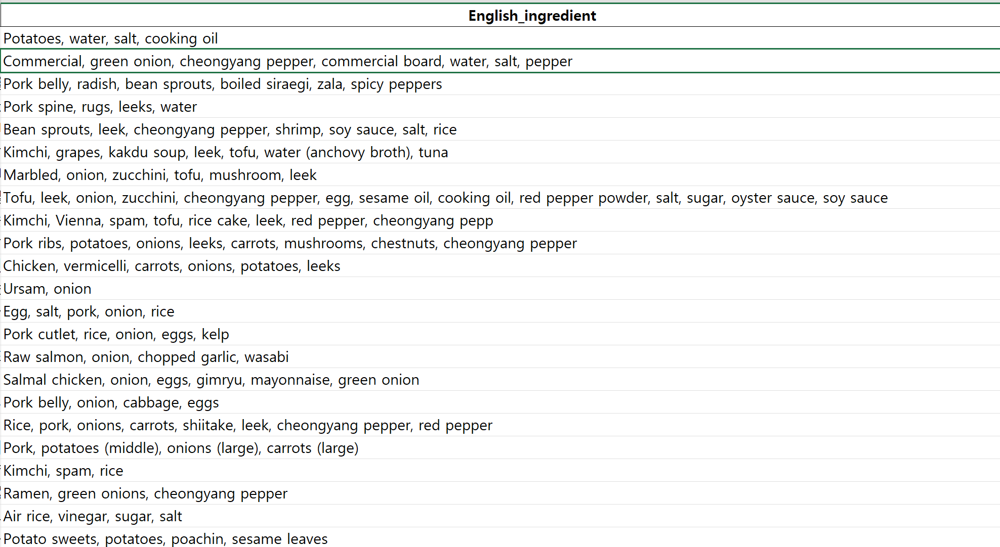 English_ingredient
Potatoes, water, salt, cooking oil
Commercial, green onion, cheongyang pepper, commercial board, water, salt, pepper
Pork belly, radish, bean sprouts, boiled siraegi, zala, spicy peppers
Pork spine, rugs, leeks, water
Bean sprouts, leek, cheongyang pepper, shrimp, soy sauce, salt, rice
Kimchi, grapes, kakdu soup, leek, tofu, water (anchovy broth), tuna
Marbled, onion, zucchini, tofu, mushroom, leek
Tofu, leek, onion, zucchini, cheongyang pepper, egg, sesame oil, cooking oil, red pepper powder, salt, sugar, oyster sauce, soy sauce
Kimchi, Vienna, spam, tofu, rice cake, leek, red pepper, cheongyang pepp
Pork ribs, potatoes, onions, leeks, carrots, mushrooms, chestnuts, cheongyang pepper
Chicken, vermicelli, carrots, onions, potatoes, leeks
Ursam, onion
Egg, salt, pork, onion, rice
Pork cutlet, rice, onion, eggs, kelp
Raw salmon, onion, chopped garlic, wasabi
Salmal chicken, onion, eggs, gimryu, mayonnaise, green onion
Pork belly, onion, cabbage, eggs
Rice, pork, onions, carrots, shiitake, leek, cheongyang pepper, red pepper
Pork, potatoes (middle), onions (large), carrots (large)
Kimchi, spam, rice
Ramen, green onions, cheongyang pepper
Air rice, vinegar, sugar, salt
Potato sweets, potatoes, poachin, sesame leaves